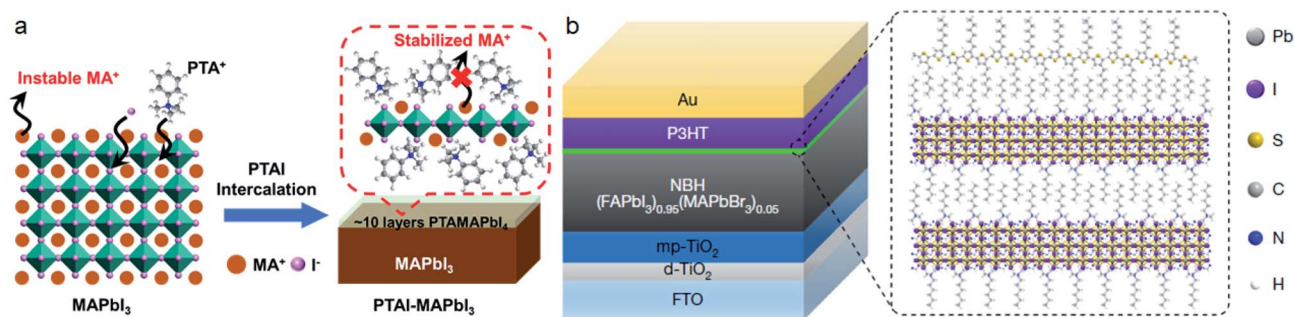 a
Instable MA⁺
PTA⁺
MAPbI₃
PTAI
Intercalation
MA⁺
I⁻
Stabilized MA⁺
~10 layers PTAMAPbI₄
MAPbI₃
PTAI-MAPbI₃
b
Au
P3HT
NBH
(FAPbI₃)₀.₉₅(MAPbBr₃)₀.₀₅
mp-TiO₂
d-TiO₂
FTO
Pb
I
S
C
N
H